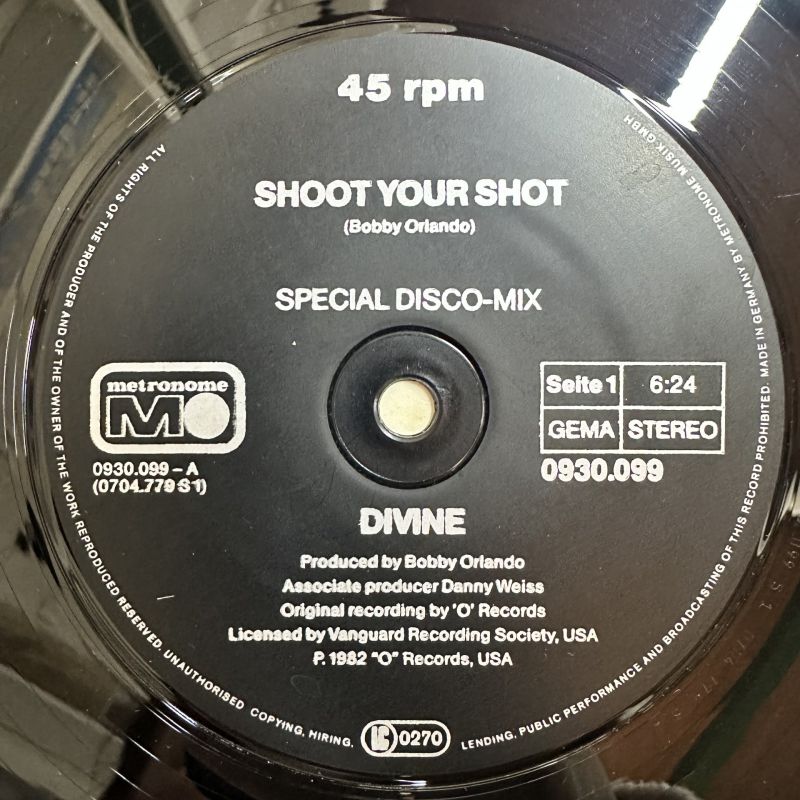 45 rpm
SHOOT YOUR SHOT
(Bobby Orlando)
SPECIAL DISCO-MIX
metronome
M
0930.099 – A
(0704.779 S 1)
Seite 1 6:24
GEMA STEREO
0930.099
DIVINE
Produced by Bobby Orlando
Associate producer Danny Weiss
Original recording by 'O' Records
Licensed by Vanguard Recording Society, USA
P. 1982 "O" Records, USA
ALL RIGHTS OF THE PRODUCER AND OF THE OWNER OF THE WORK REPRODUCED RESERVED. UNAUTHORISED COPYING, HIRING, LENDING, PUBLIC PERFORMANCE AND BROADCASTING OF THIS RECORD PROHIBITED. MADE IN GERMANY BY METRONOME MUSIK GMBH
LC 0270